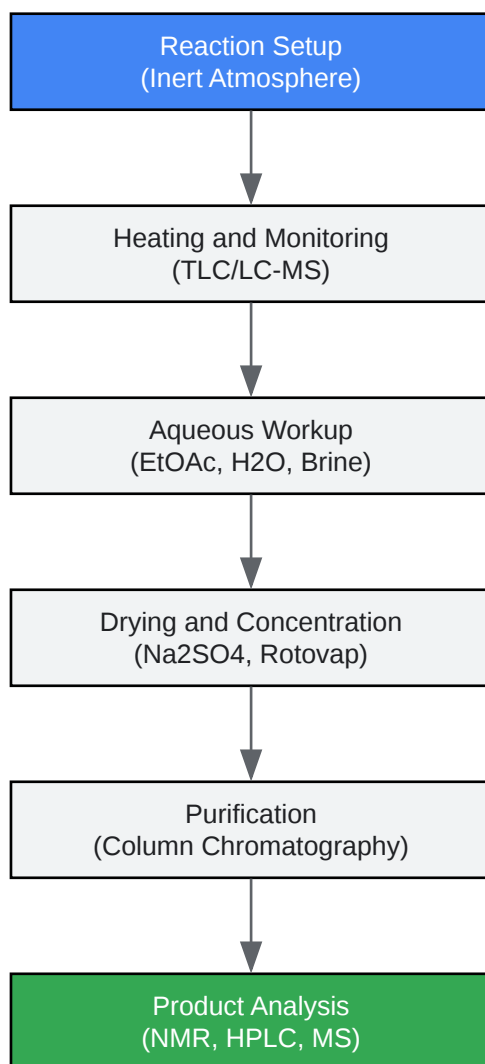 Reaction Setup
(Inert Atmosphere)
Heating and Monitoring
(TLC/LC-MS)
Aqueous Workup
(EtOAc, H2O, Brine)
Drying and Concentration
(Na2SO4, Rotovap)
Purification
(Column Chromatography)
Product Analysis
(NMR, HPLC, MS)